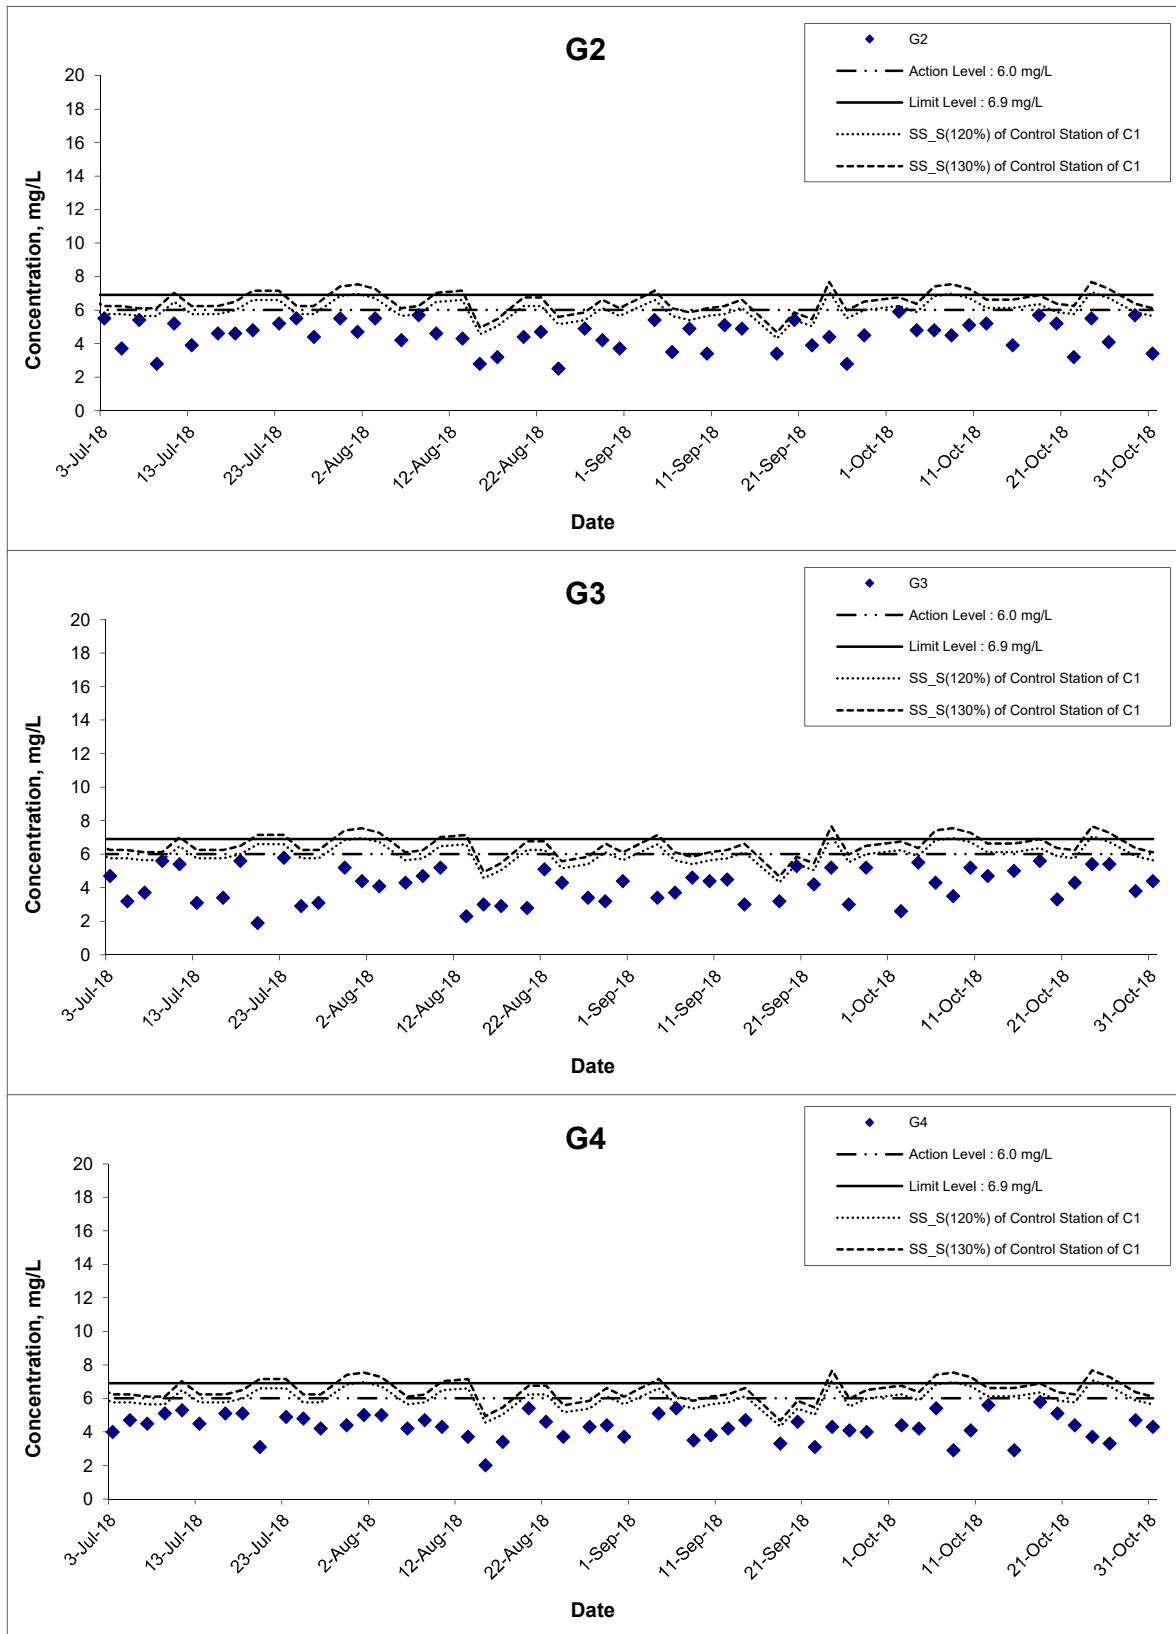 G2
G2
Action Level : 6.0 mg/L
Limit Level : 6.9 mg/L
SS_S(120%) of Control Station of C1
SS_S(130%) of Control Station of C1
Concentration, mg/L
20
18
16
14
12
10
8
6
4
2
0
3-Jul-18
13-Jul-18
23-Jul-18
2-Aug-18
12-Aug-18
22-Aug-18
1-Sep-18
11-Sep-18
21-Sep-18
1-Oct-18
11-Oct-18
21-Oct-18
31-Oct-18
Date
G3
G3
Action Level : 6.0 mg/L
Limit Level : 6.9 mg/L
SS_S(120%) of Control Station of C1
SS_S(130%) of Control Station of C1
Concentration, mg/L
20
18
16
14
12
10
8
6
4
2
0
3-Jul-18
13-Jul-18
23-Jul-18
2-Aug-18
12-Aug-18
22-Aug-18
1-Sep-18
11-Sep-18
21-Sep-18
1-Oct-18
11-Oct-18
21-Oct-18
31-Oct-18
Date
G4
G4
Action Level : 6.0 mg/L
Limit Level : 6.9 mg/L
SS_S(120%) of Control Station of C1
SS_S(130%) of Control Station of C1
Concentration, mg/L
20
18
16
14
12
10
8
6
4
2
0
3-Jul-18
13-Jul-18
23-Jul-18
2-Aug-18
12-Aug-18
22-Aug-18
1-Sep-18
11-Sep-18
21-Sep-18
1-Oct-18
11-Oct-18
21-Oct-18
31-Oct-18
Date